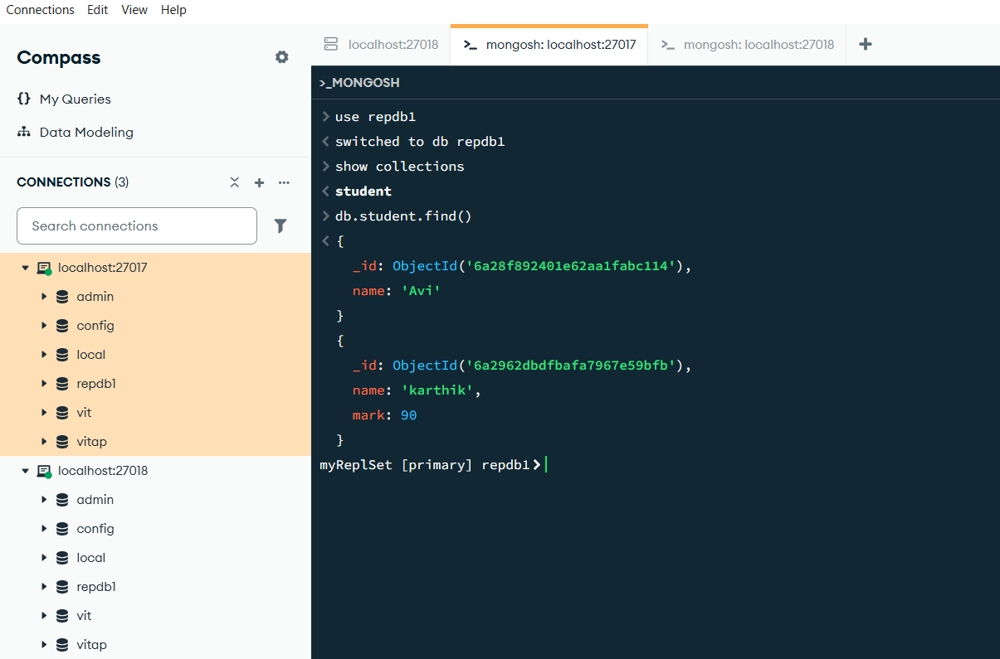 Connections Edit View Help
Compass
{} My Queries
Data Modeling
CONNECTIONS (3)
Search connections
localhost:27017
admin
config
local
repdb1
vit
vitap
localhost:27018
admin
config
local
repdb1
vit
vitap
localhost:27018 >_ mongosh: localhost:27017 >_ mongosh: localhost:27018 +
>_MONGOSH
> use repdb1
< switched to db repdb1
> show collections
< student
> db.student.find()
< {
_id: ObjectId('6a28f892401e62aa1fabc114'),
name: 'Avi'
}
{
_id: ObjectId('6a2962dbdfbafa7967e59bfb'),
name: 'karthik',
mark: 90
}
myReplSet [primary] repdb1>